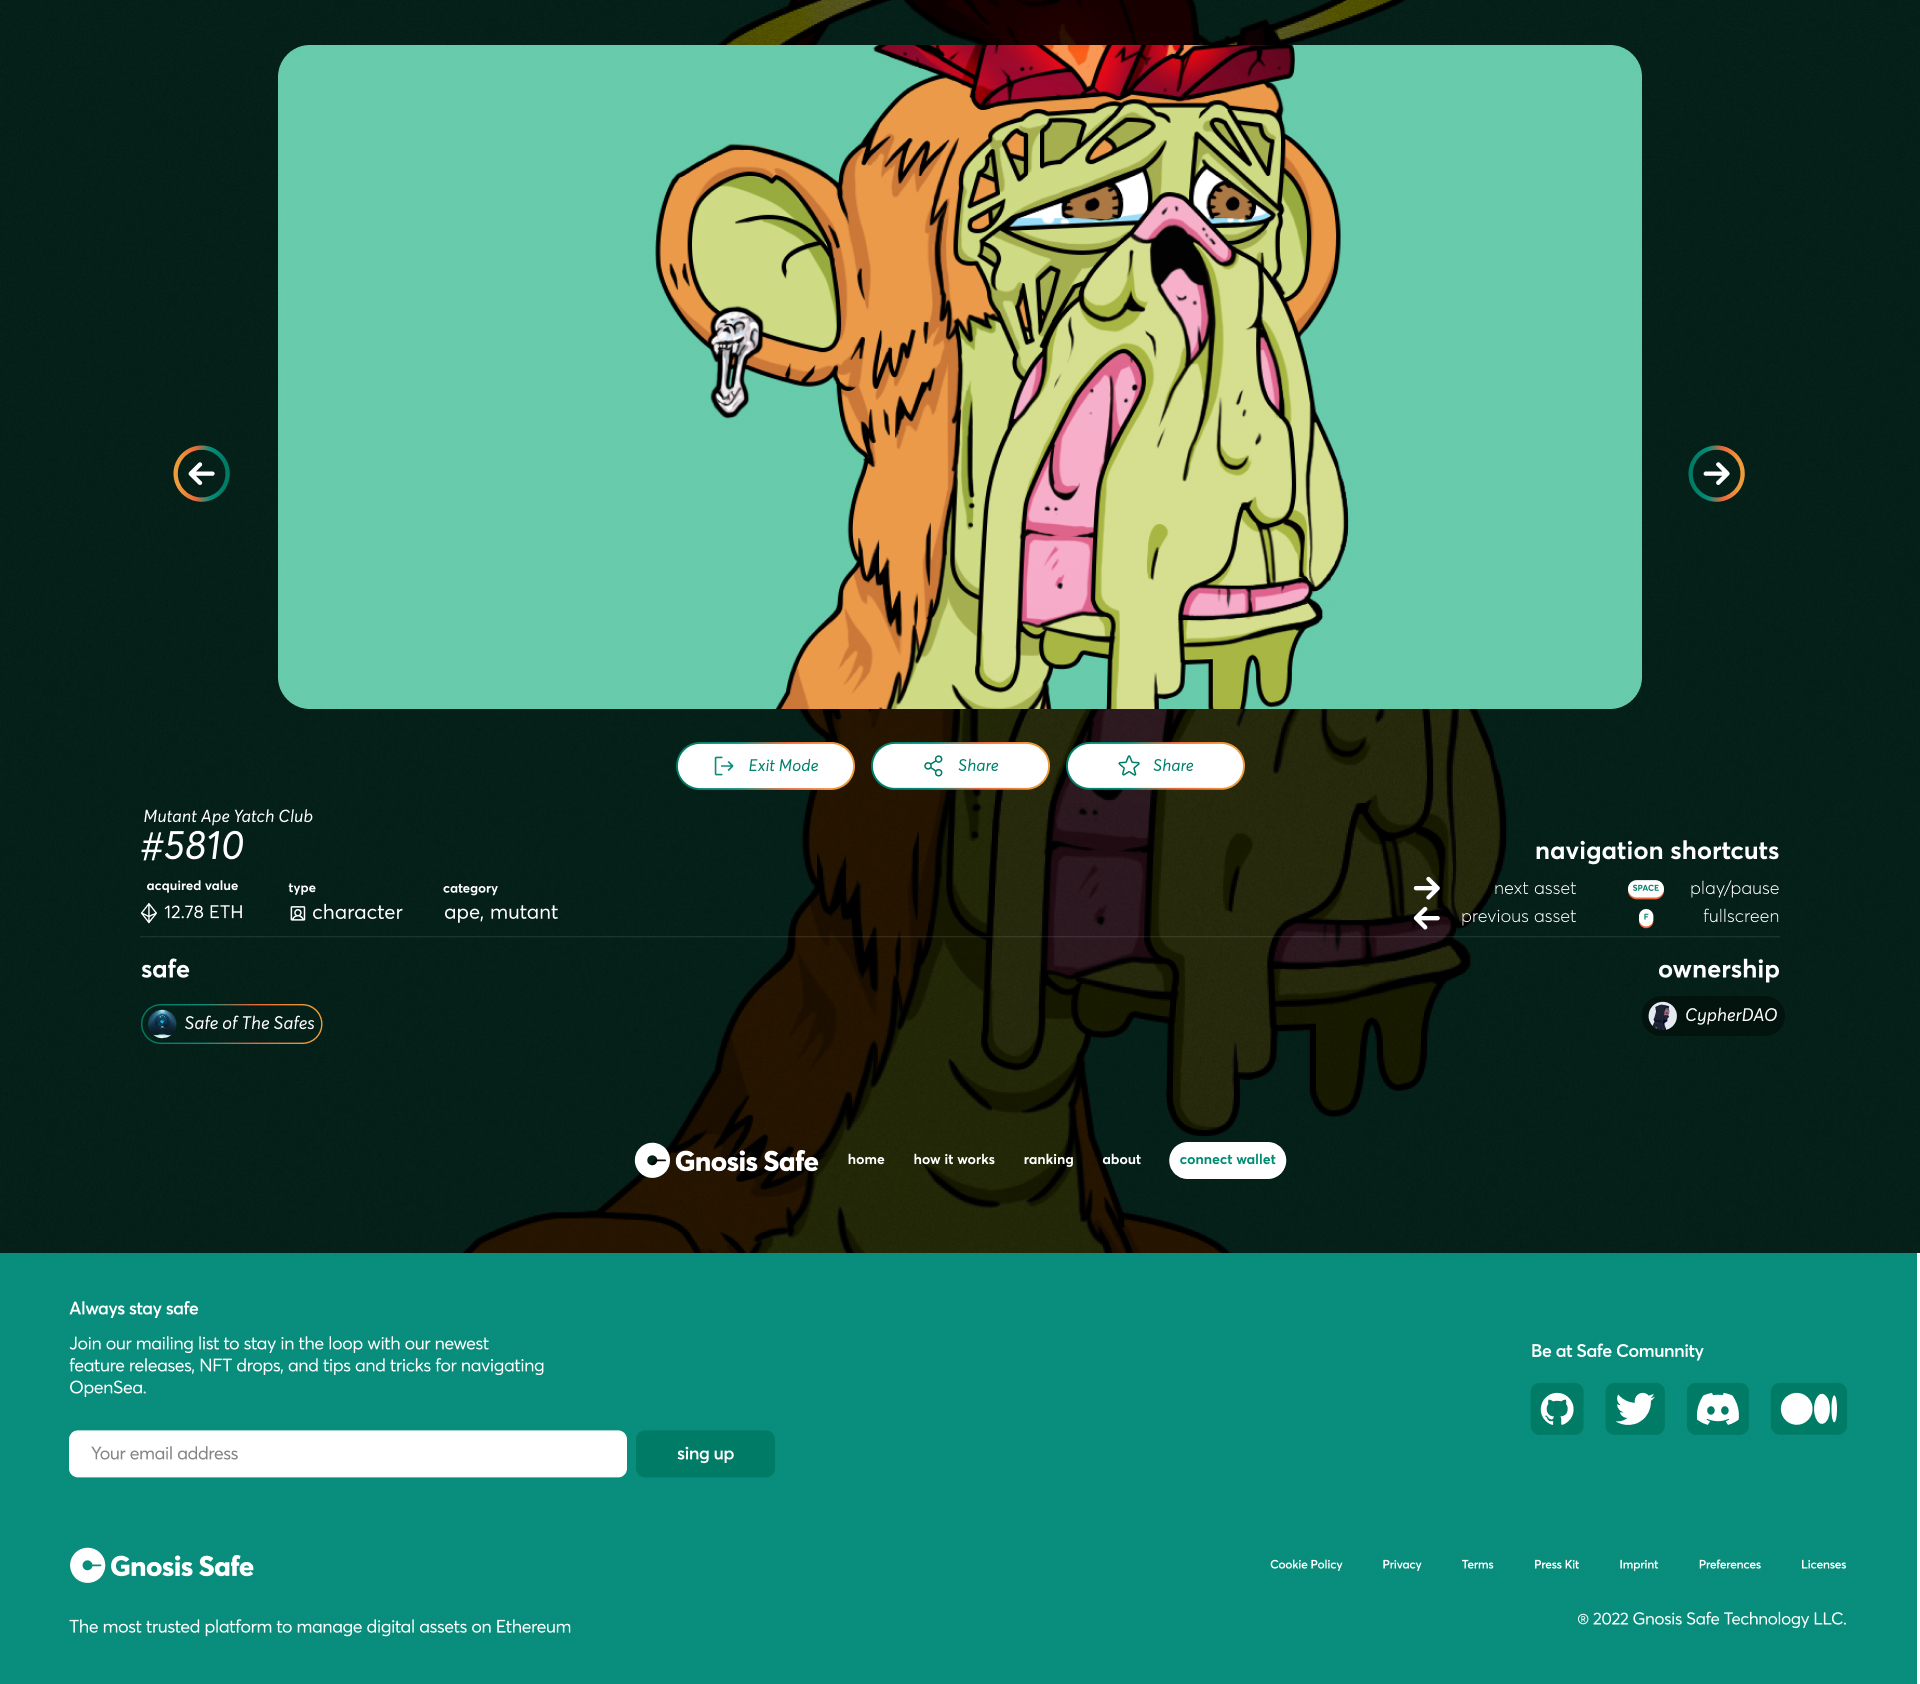 Exit Mode
Share
Share
Mutant Ape Yatch Club
#5810
acquired value
12.78 ETH
type
character
category
ape, mutant
navigation shortcuts
next asset
SPACE
play/pause
previous asset
F
fullscreen
safe
Safe of The Safes
ownership
CypherDAO
Gnosis Safe
home
how it works
ranking
about
connect wallet
Always stay safe
Join our mailing list to stay in the loop with our newest
feature releases, NFT drops, and tips and tricks for navigating
OpenSea.
Your email address
sing up
Be at Safe Comunnity
Gnosis Safe
The most trusted platform to manage digital assets on Ethereum
Cookie Policy
Privacy
Terms
Press Kit
Imprint
Preferences
Licenses
® 2022 Gnosis Safe Technology LLC.